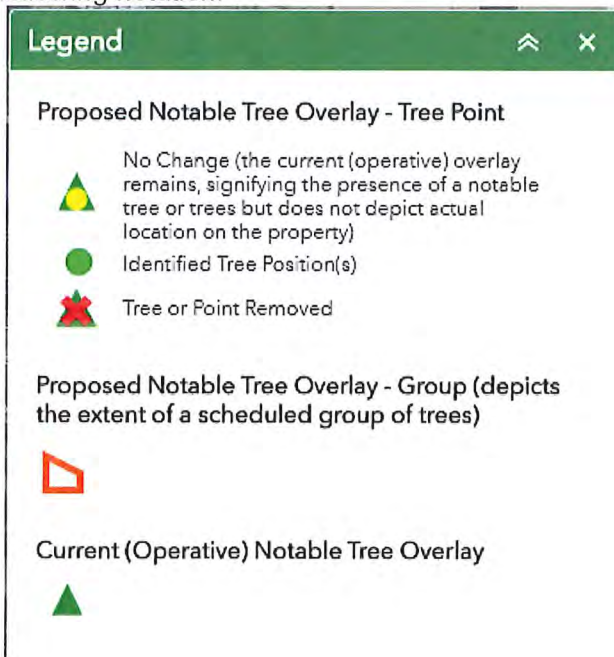 Legend
Proposed Notable Tree Overlay - Tree Point
No Change (the current (operative) overlay
remains, signifying the presence of a notable
tree or trees but does not depict actual
location on the property)
Identified Tree Position(s)
Tree or Point Removed
Proposed Notable Tree Overlay - Group (depicts
the extent of a scheduled group of trees)
Current (Operative) Notable Tree Overlay